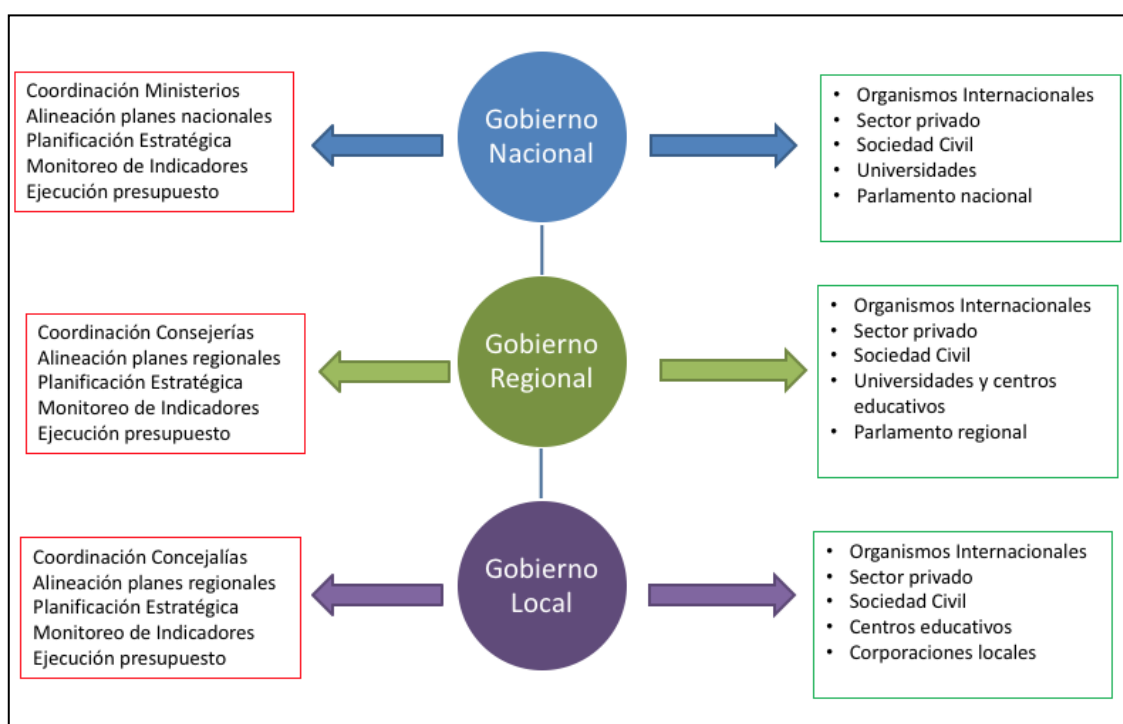 Coordinación Ministerios
Alineación planes nacionales
Planificación Estratégica
Monitoreo de Indicadores
Ejecución presupuesto
Gobierno
Nacional
• Organismos Internacionales
• Sector privado
• Sociedad Civil
• Universidades
• Parlamento nacional
Coordinación Consejerías
Alineación planes regionales
Planificación Estratégica
Monitoreo de Indicadores
Ejecución presupuesto
Gobierno
Regional
• Organismos Internacionales
• Sector privado
• Sociedad Civil
• Universidades y centros
educativos
• Parlamento regional
Coordinación Concejalías
Alineación planes regionales
Planificación Estratégica
Monitoreo de Indicadores
Ejecución presupuesto
Gobierno
Local
• Organismos Internacionales
• Sector privado
• Sociedad Civil
• Centros educativos
• Corporaciones locales